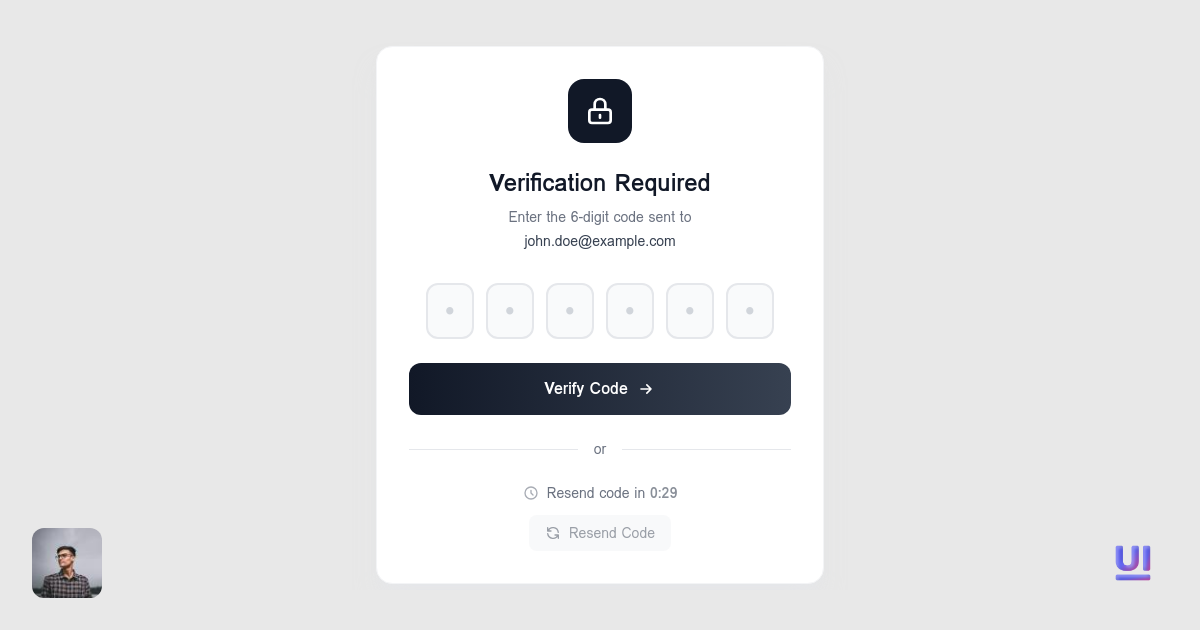 Verification Required
Enter the 6-digit code sent to
john.doe@example.com
Verify Code →
or
Resend code in 0:29
Resend Code
UI